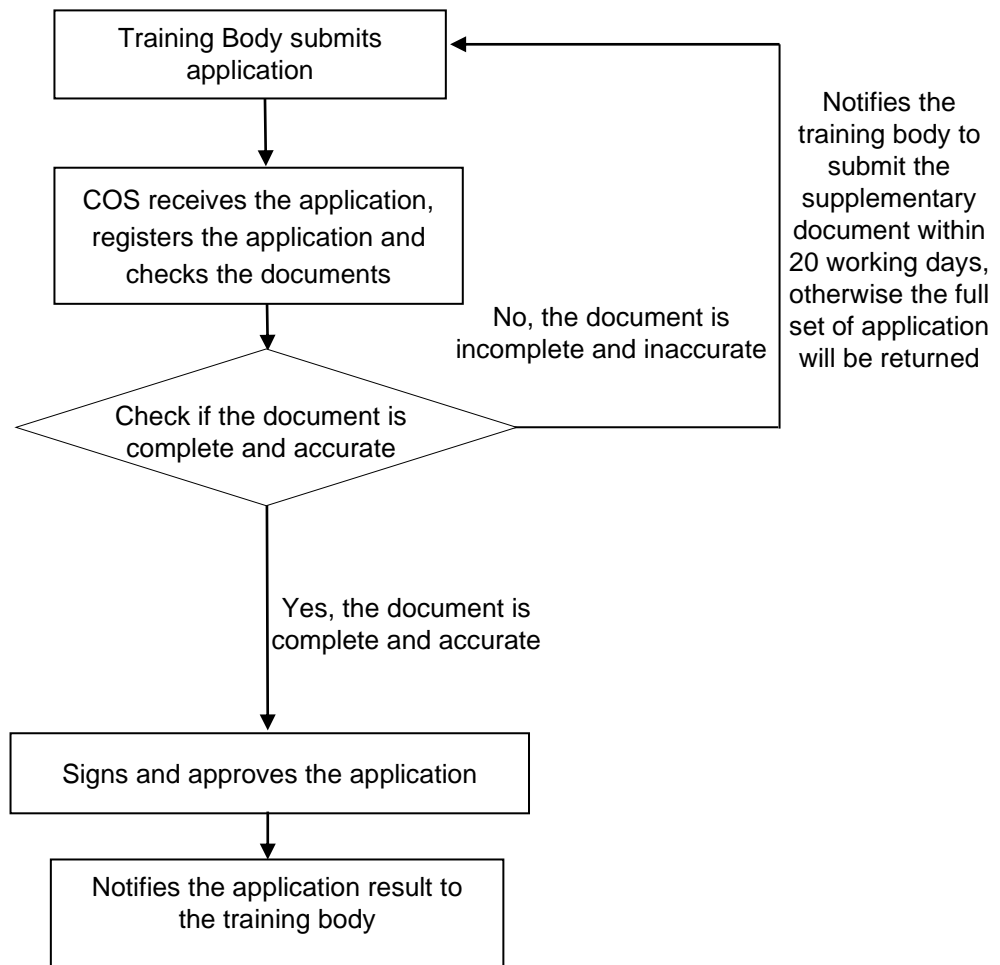 Training Body submits
application
COS receives the application,
registers the application and
checks the documents
No, the document is
incomplete and inaccurate
Notifies the
training body to
submit the
supplementary
document within
20 working days,
otherwise the full
set of application
will be returned
Check if the document is
complete and accurate
Yes, the document is
complete and accurate
Signs and approves the application
Notifies the application result to
the training body